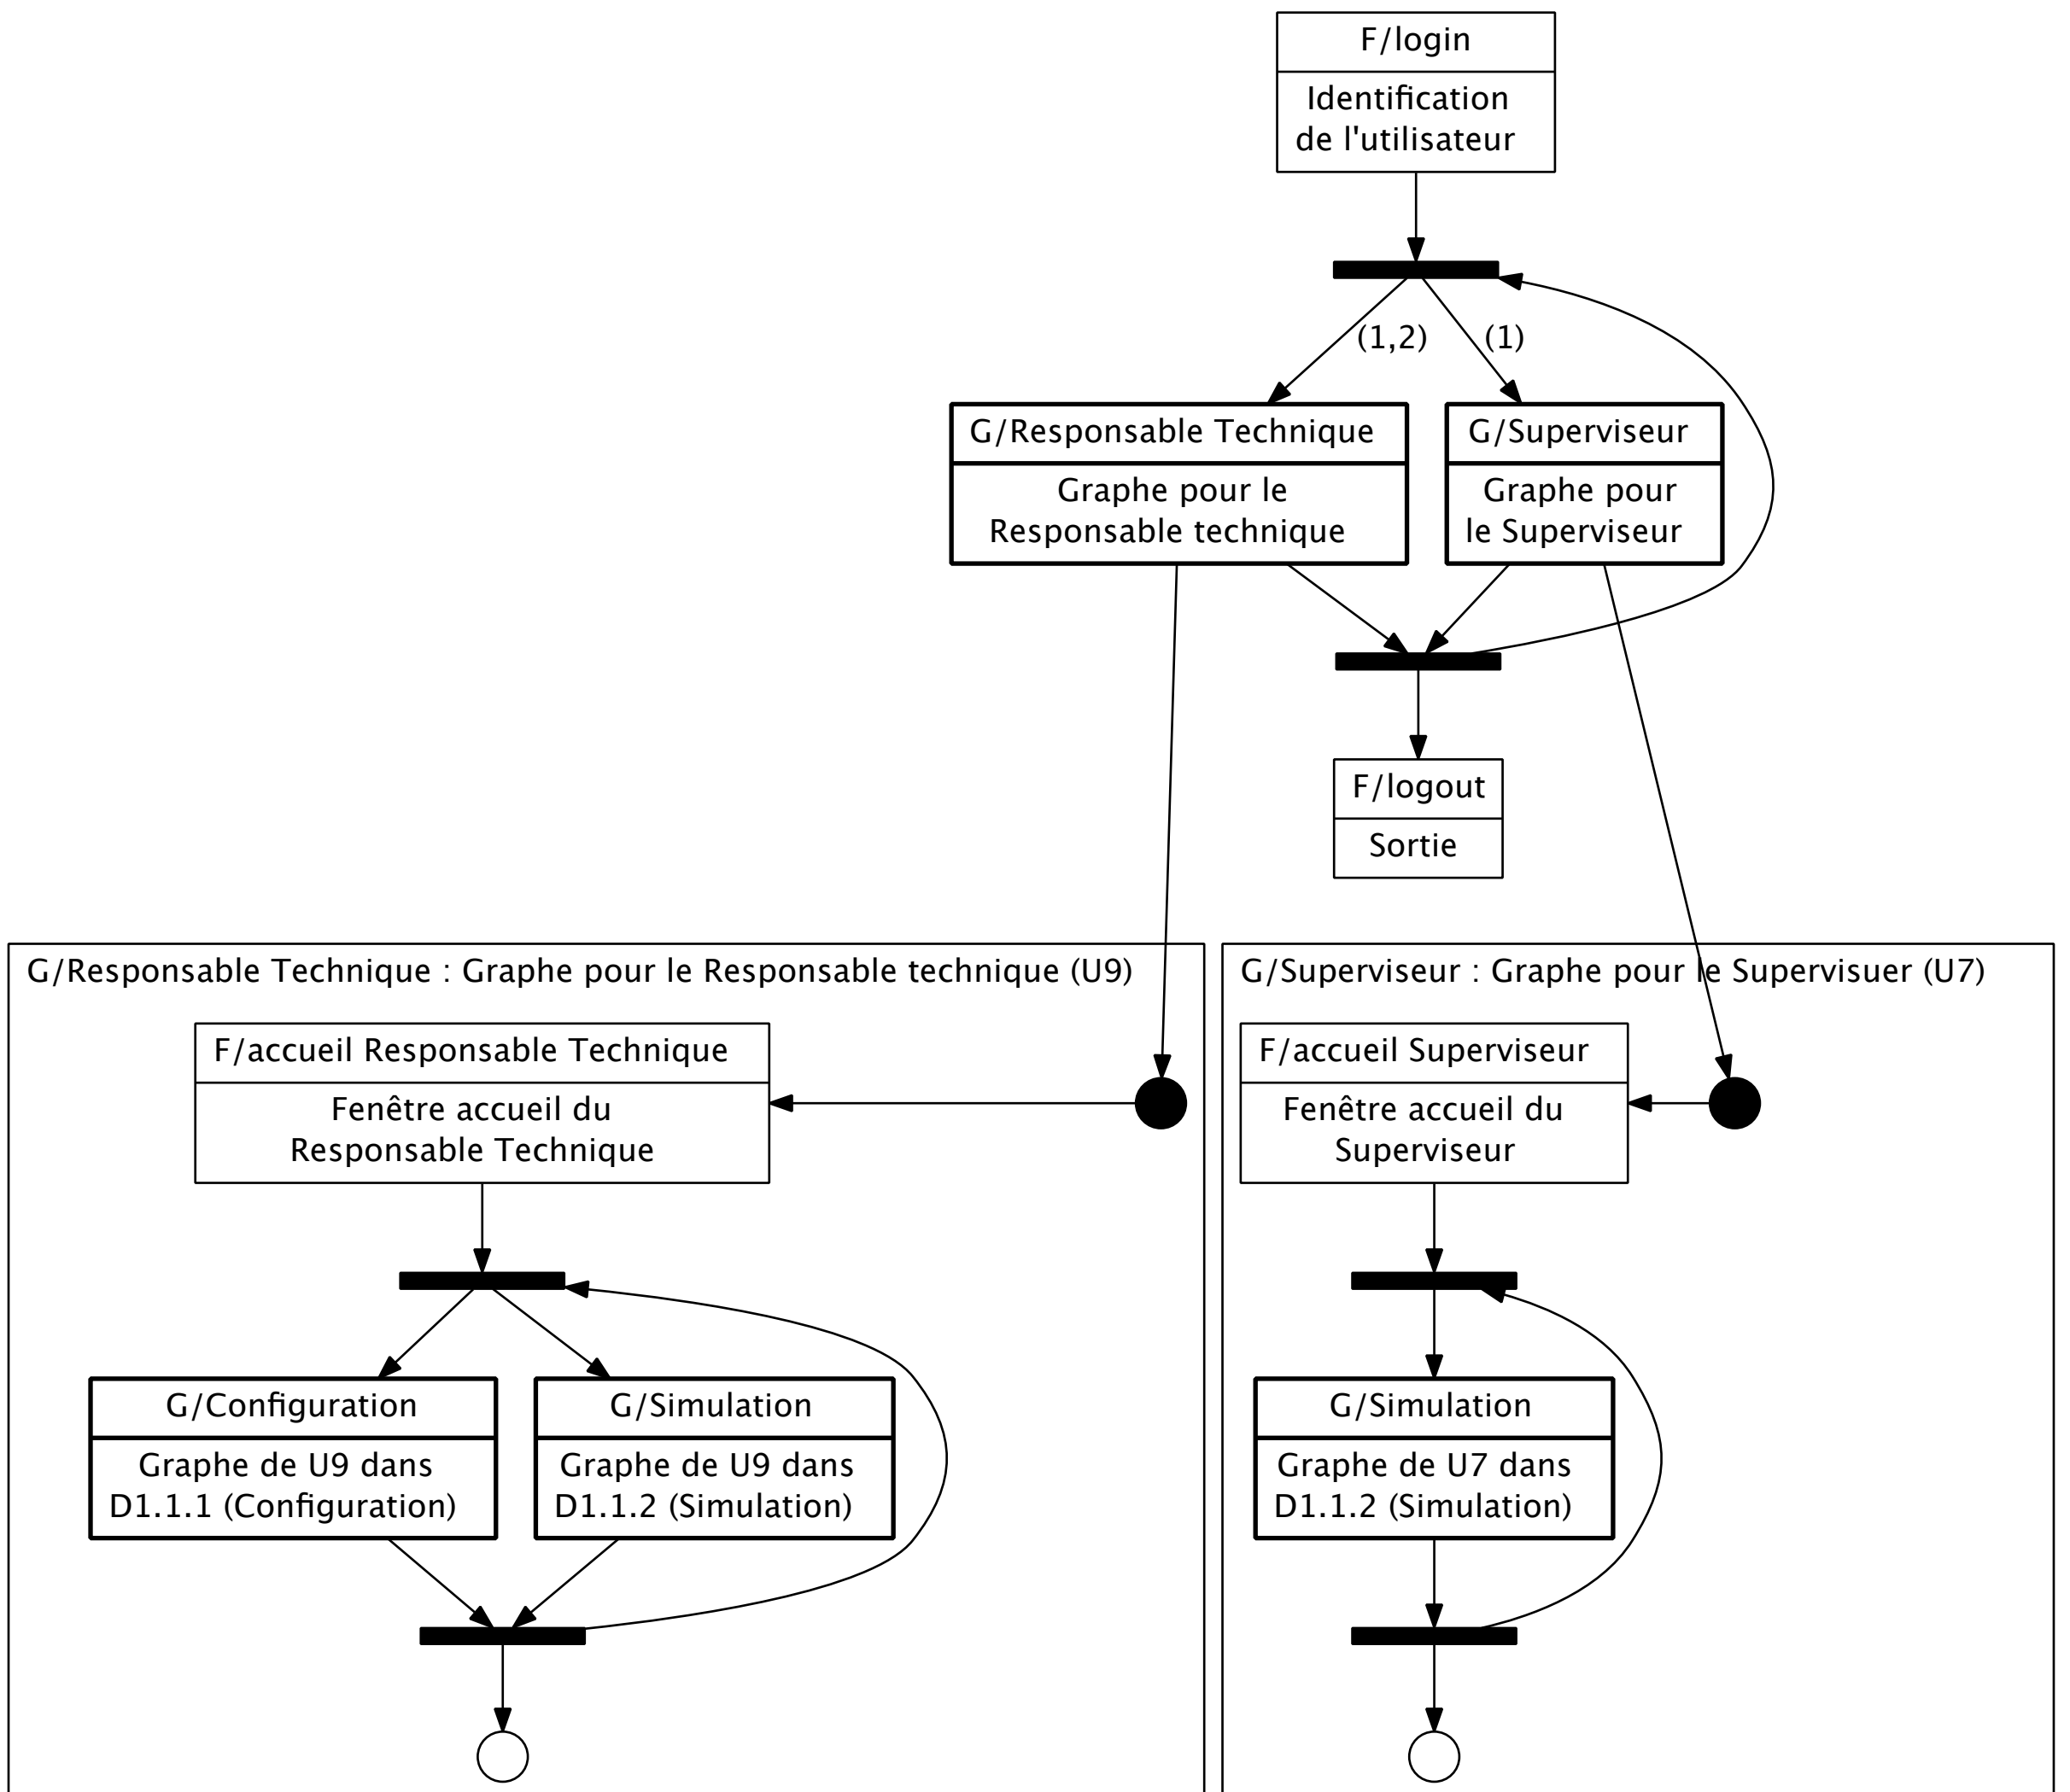 F/login
Identification
de l'utilisateur
(1,2)
(1)
G/Responsable Technique
Graphe pour le
Responsable technique
G/Superviseur
Graphe pour
le Superviseur
F/logout
Sortie
G/Responsable Technique : Graphe pour le Responsable technique (U9)
F/accueil Responsable Technique
Fenêtre accueil du
Responsable Technique
G/Configuration
Graphe de U9 dans
D1.1.1 (Configuration)
G/Simulation
Graphe de U9 dans
D1.1.2 (Simulation)
G/Superviseur : Graphe pour le Supervisuer (U7)
F/accueil Superviseur
Fenêtre accueil du
Superviseur
G/Simulation
Graphe de U7 dans
D1.1.2 (Simulation)